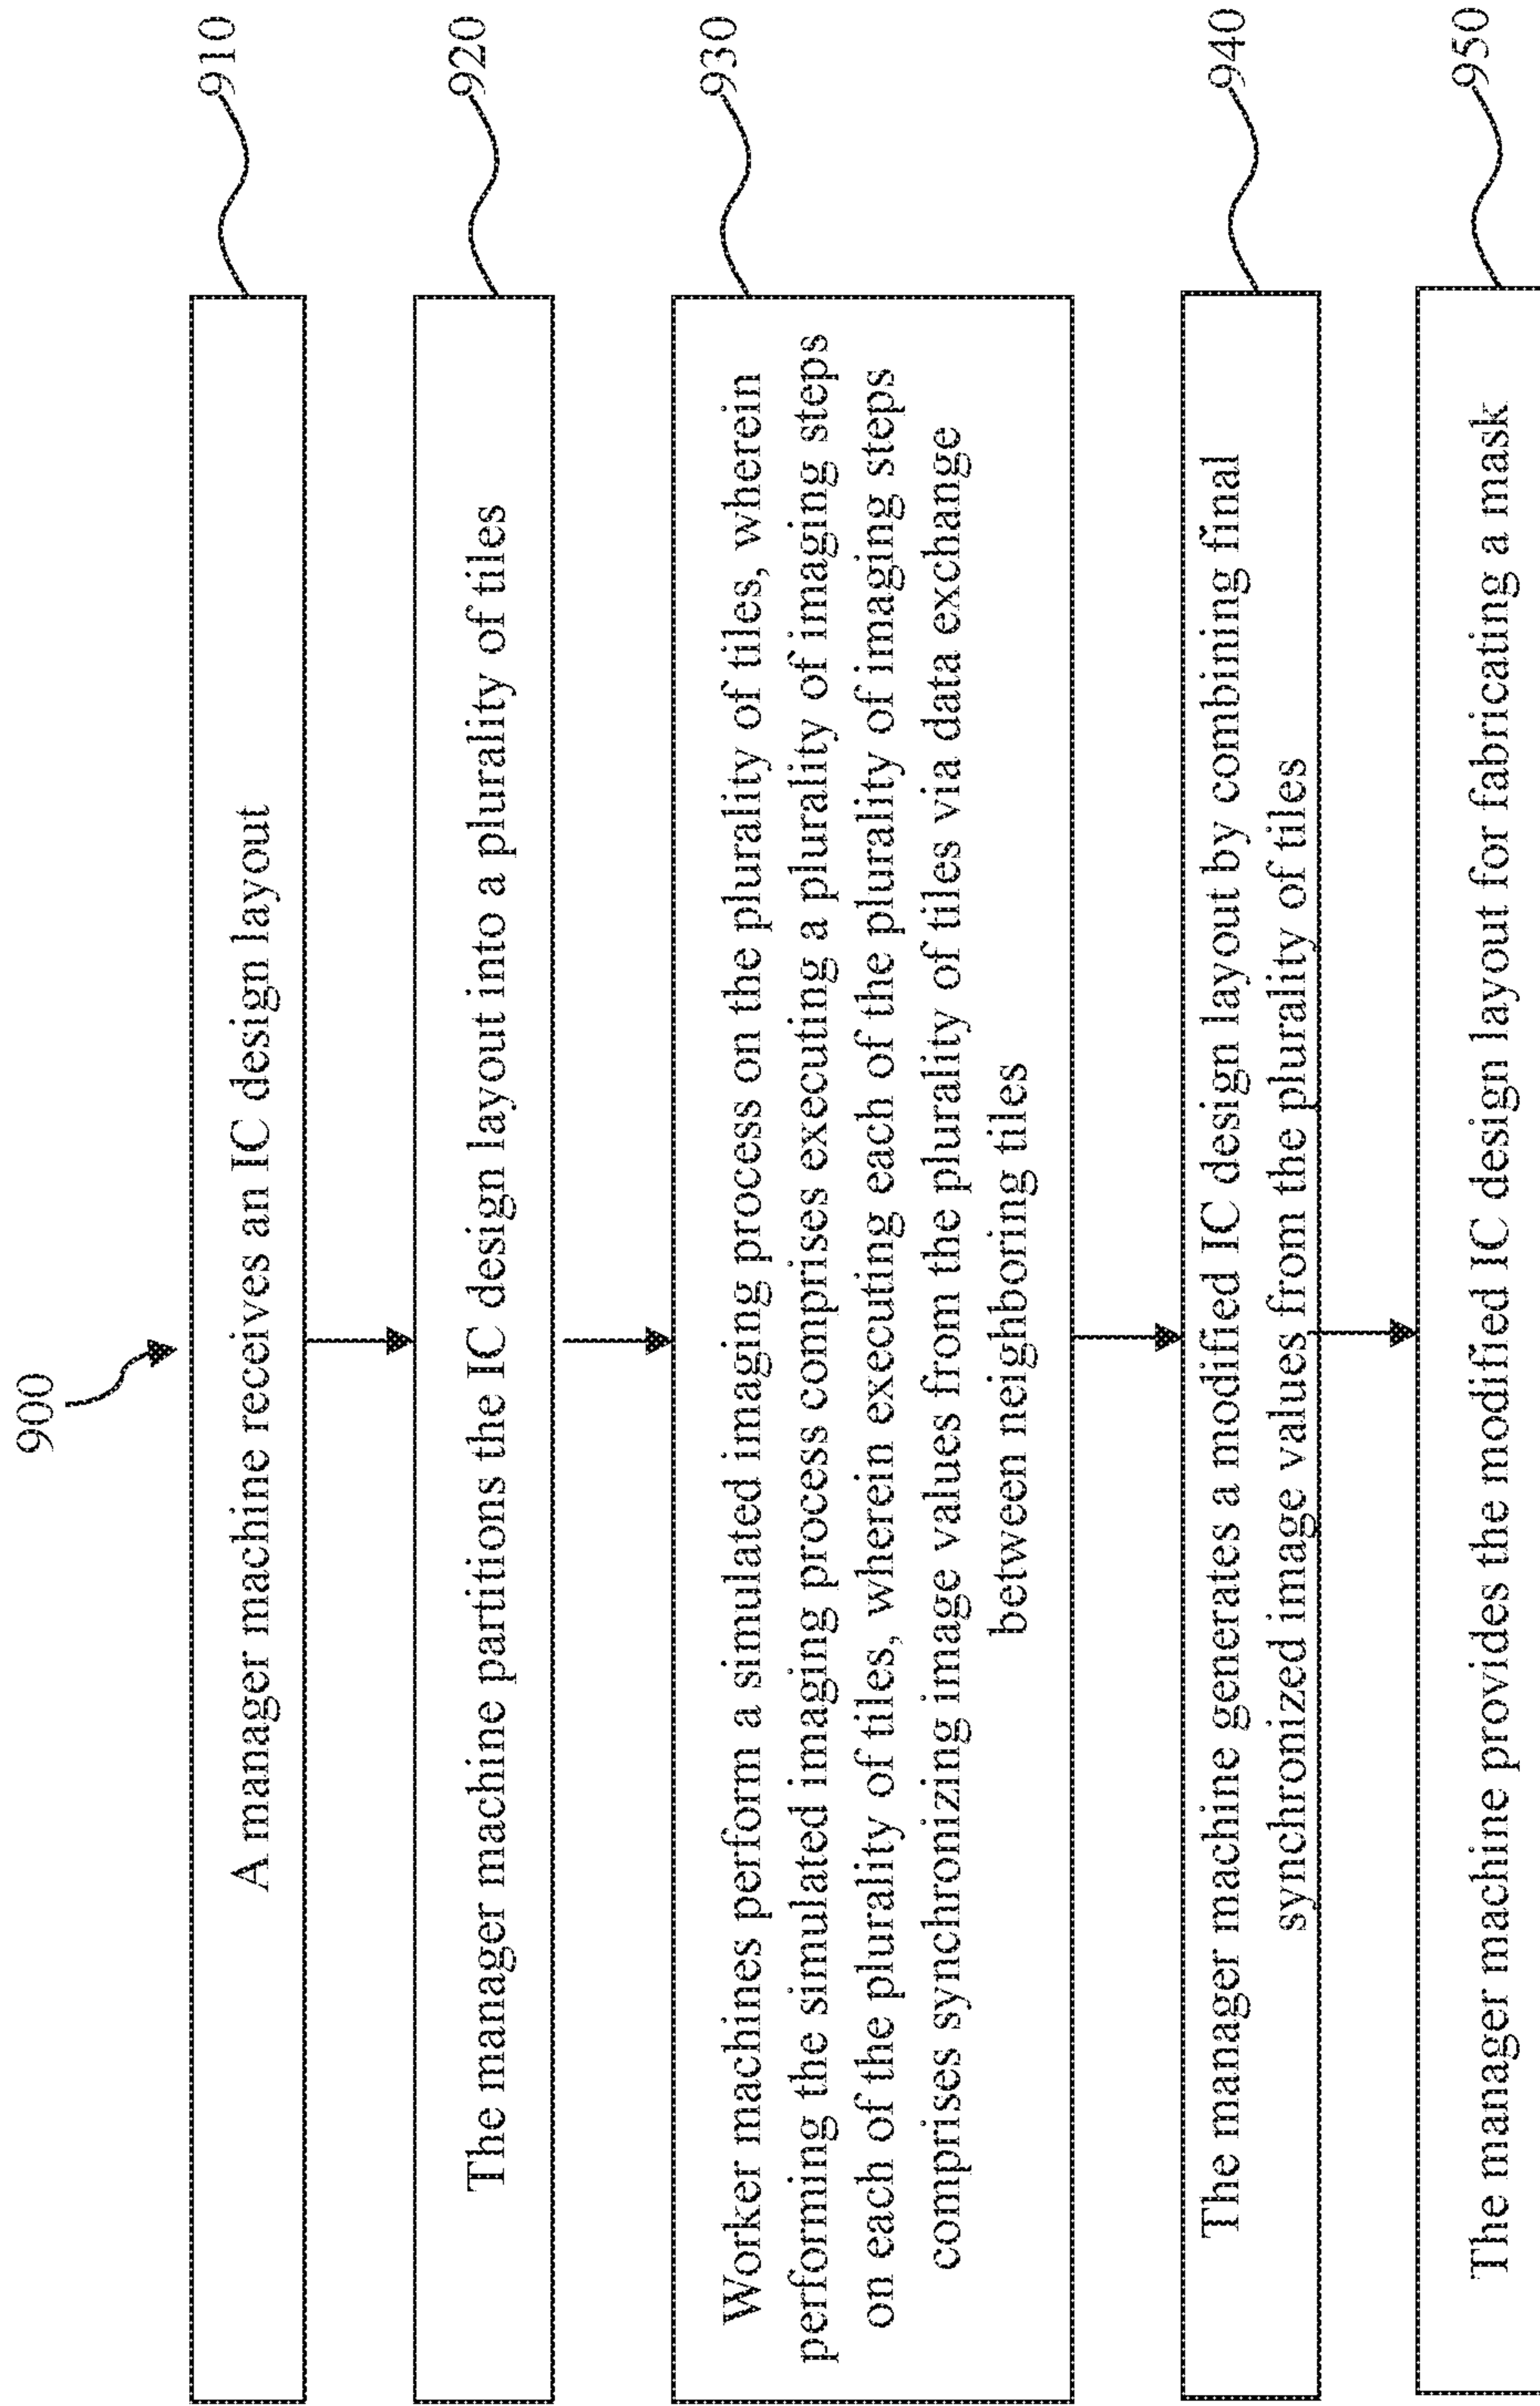 900
A manager machine receives an IC design layout
910
The manager machine partitions the IC design layout into a plurality of tiles
920
Worker machines perform a simulated imaging process on the plurality of tiles, wherein
performing the simulated imaging process comprises executing a plurality of imaging steps
on each of the plurality of tiles, wherein executing each of the plurality of imaging steps
comprises synchronizing image values from the plurality of tiles via data exchange
between neighboring tiles
930
The manager machine generates a modified IC design layout by combining final
synchronized image values from the plurality of tiles
940
The manager machine provides the modified IC design layout for fabricating a mask
950